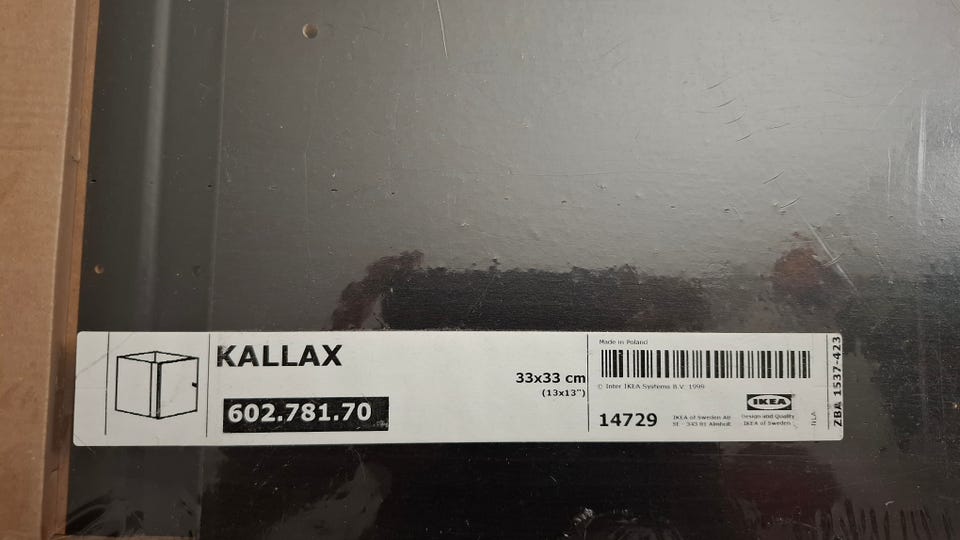 KALLAX
602.781.70
33x33 cm
(13x13")
Made in Poland
© Inter IKEA Systems B.V. 1999
14729
IKEA of Sweden AB
SE - 343 81 Älmhult
IKEA
Design and Quality
IKEA of Sweden
ZBA 1537-423